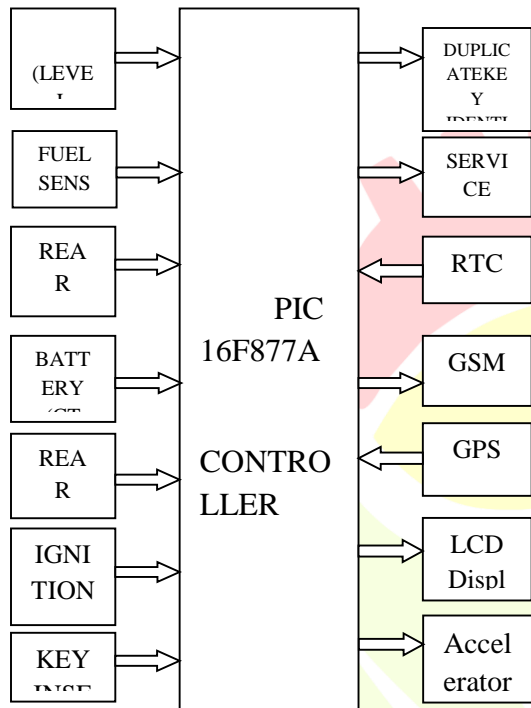 (LEVE
FUEL
SENS
REA
R
BATT
ERY
REA
R
IGNI
TION
KEY
PIC
16F877A
CONTRO
LLER
DUPLIC
ATEKE
Y
SERVI
CE
RTC
GSM
GPS
LCD
Displ
Accel
erator